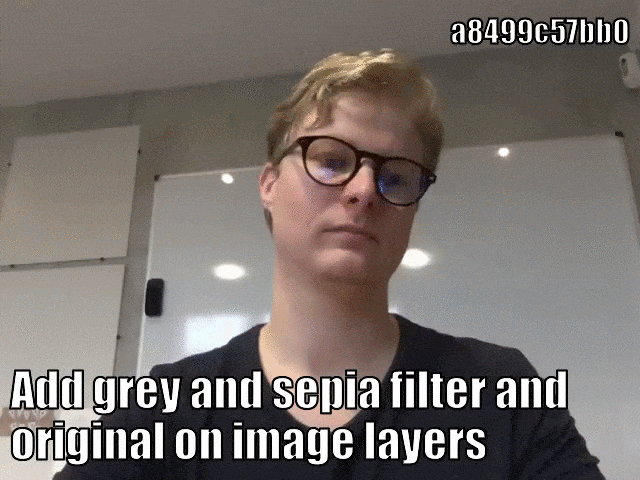 a8499c57bb0
Add grey and sepia filter and
original on image layers